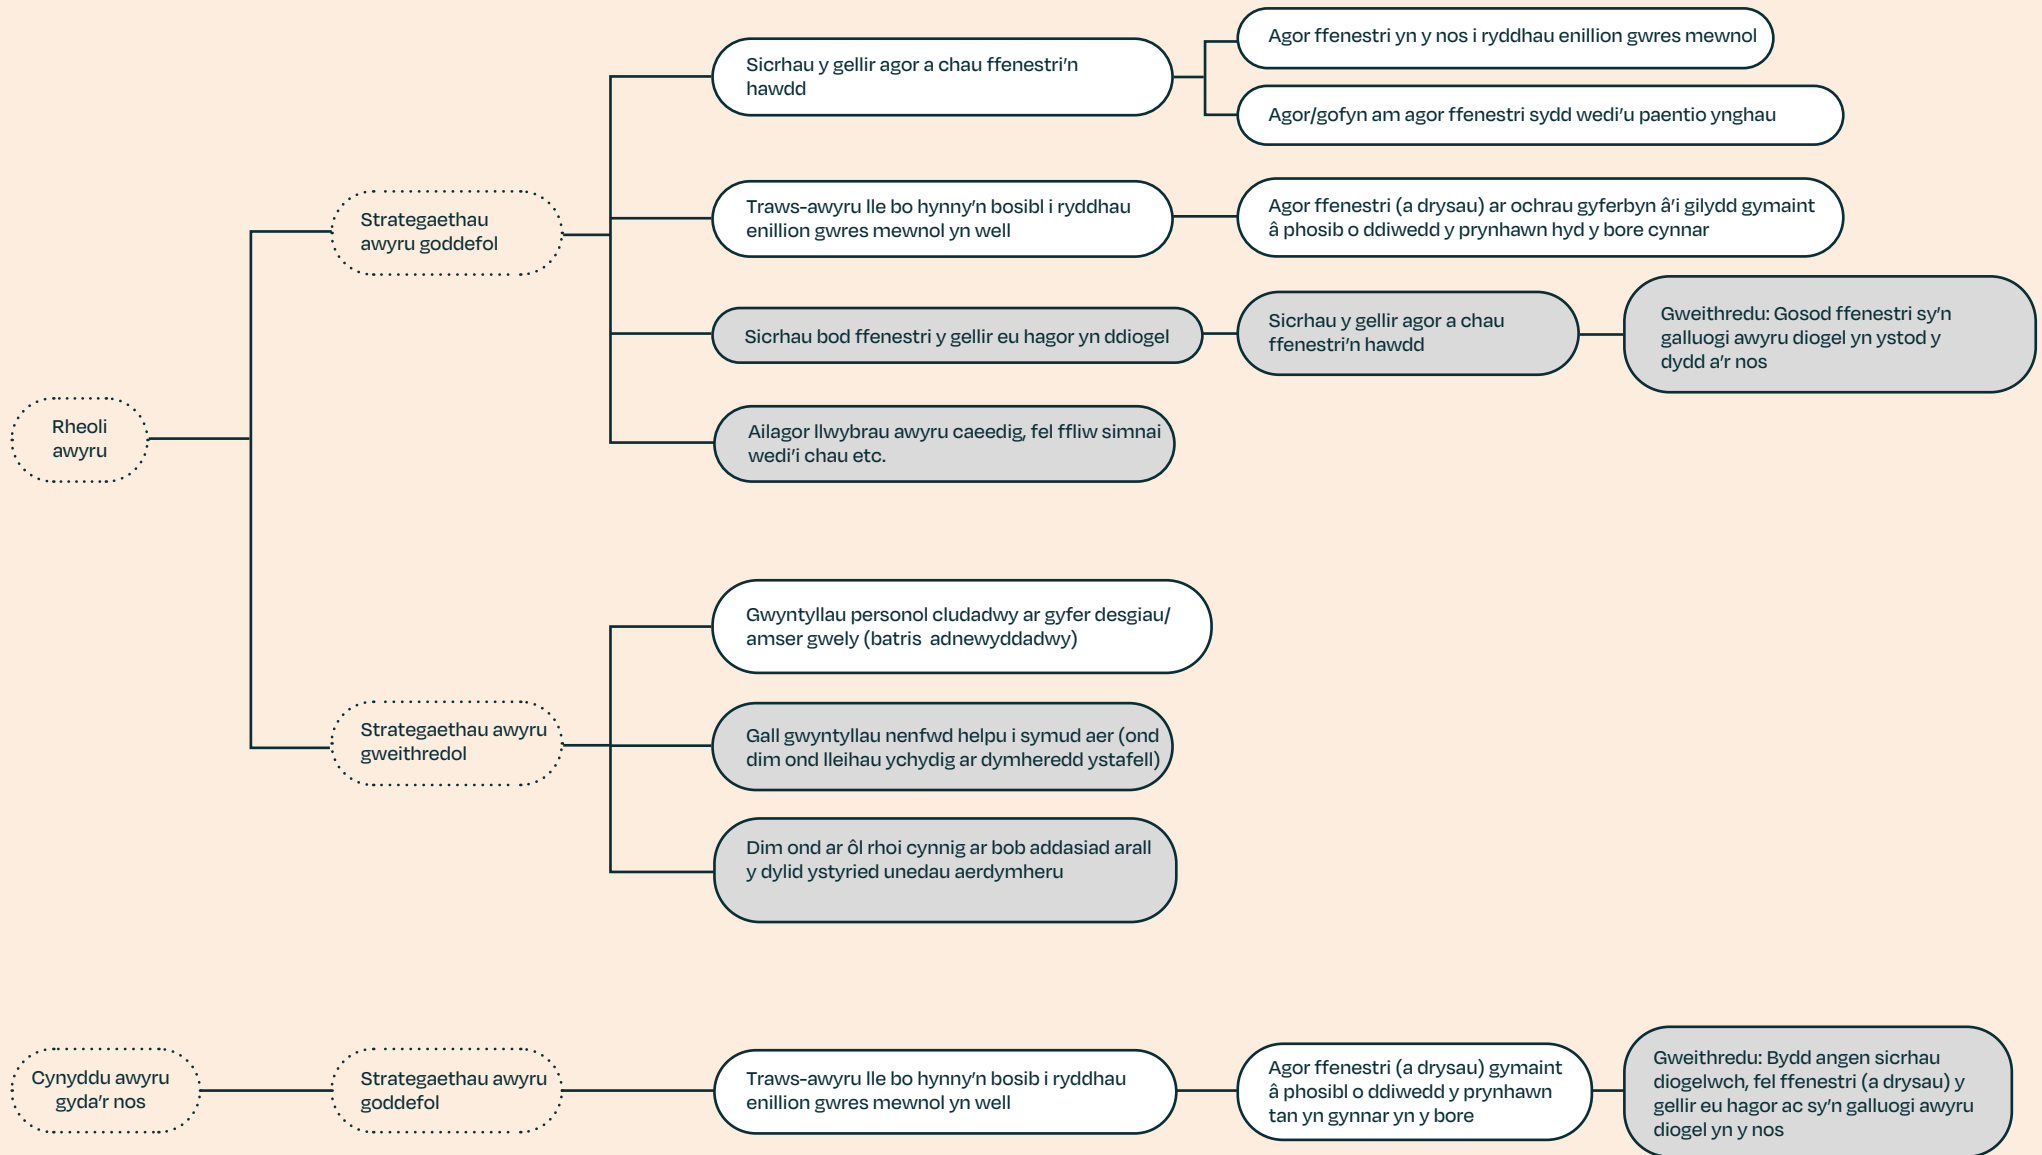 Rheoli
awyru
Strategaethau
awyru goddefol
Sicrhau y gellir agor a chau ffenestri’n
hawdd
Agor ffenestri yn y nos i ryddhau enillion gwres mewnol
Agor/gofyn am agor ffenestri sydd wedi’u paentio ynghau
Traws-awyru lle bo hynny’n bosibl i ryddhau
enillion gwres mewnol yn well
Agor ffenestri (a drysau) ar ochrau gyferbyn â’i gilydd gymaint
â phosib o ddiwedd y prynhawn hyd y bore cynnar
Sicrhau bod ffenestri y gellir eu hagor yn ddiogel
Sicrhau y gellir agor a chau
ffenestri’n hawdd
Gweithredu: Gosod ffenestri sy’n
galluogi awyru diogel yn ystod y
dydd a’r nos
Ailagor llwybrau awyru caeedig, fel ffliw simnai
wedi’i chau etc.
Strategaethau awyru
gweithredol
Gwyntyllau personol cludadwy ar gyfer desgiau/
amser gwely (batris adnewyddadwy)
Gall gwyntyllau nenfwd helpu i symud aer (ond
dim ond lleihau ychydig ar dymheredd ystafell)
Dim ond ar ôl rhoi cynnig ar bob addasiad arall
y dylid ystyried unedau aerdymheru
Cynyddu awyru
gyda’r nos
Strategaethau awyru
goddefol
Traws-awyru lle bo hynny’n bosib i ryddhau
enillion gwres mewnol yn well
Agor ffenestri (a drysau) gymaint
â phosibl o ddiwedd y prynhawn
tan yn gynnar yn y bore
Gweithredu: Bydd angen sicrhau
diogelwch, fel ffenestri (a drysau) y
gellir eu hagor ac sy’n galluogi awyru
diogel yn y nos